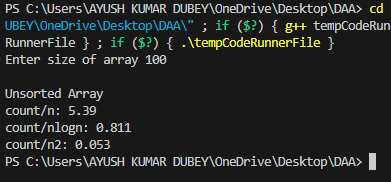 PS C:\Users\AYUSH KUMAR DUBEY\OneDrive\Desktop\DAA> cd
UBEY\OneDrive\Desktop\DAA\" ; if ($?) { g++ tempCodeRun
RunnerFile } ; if ($?) { .\tempCodeRunnerFile }
Enter size of array 100
Unsorted Array
count/n: 5.39
count/nlogn: 0.811
count/n2: 0.053
PS C:\Users\AYUSH KUMAR DUBEY\OneDrive\Desktop\DAA>